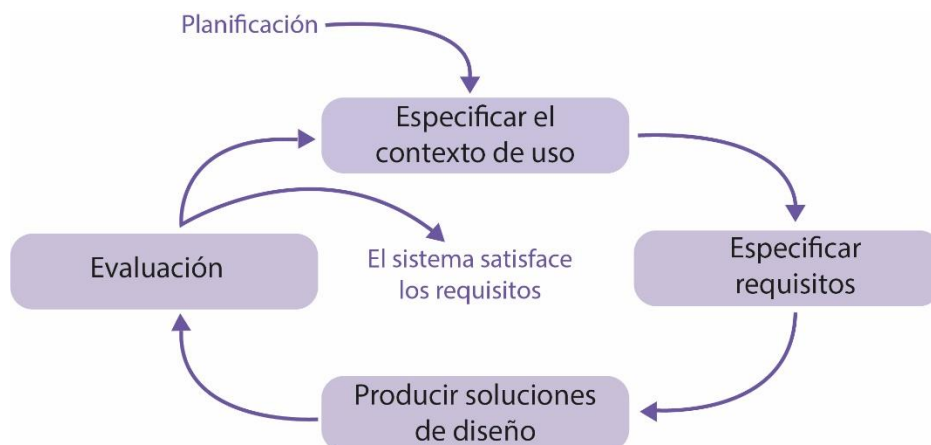 Planificación
Especificar el
contexto de uso
Especificar
requisitos
Evaluación
El sistema satisface
los requisitos
Producir soluciones
de diseño